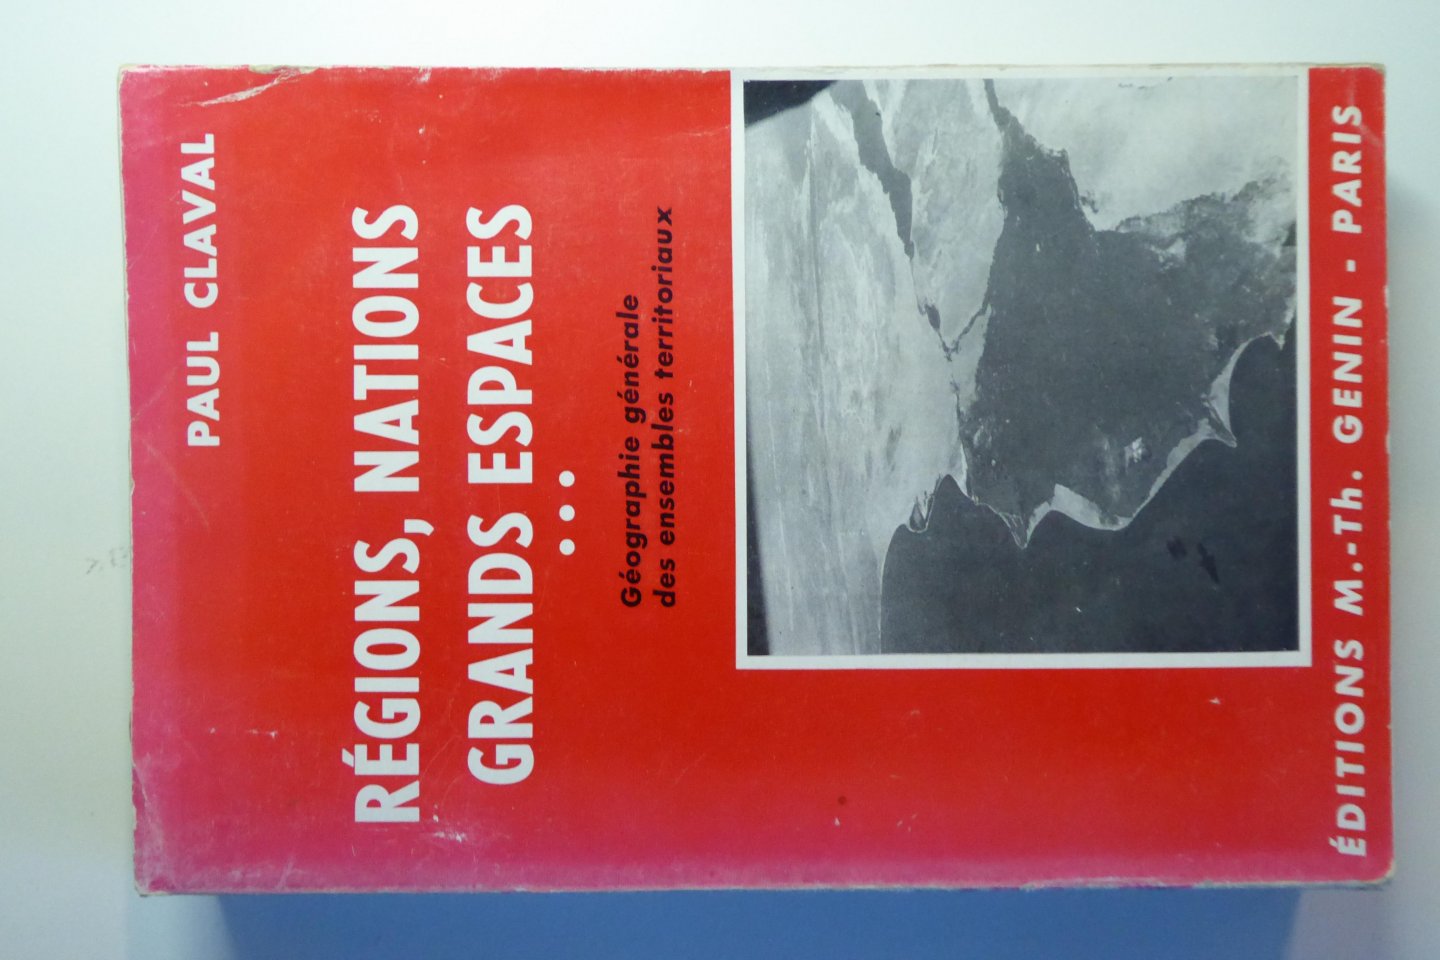 PAUL CLAVAL
RÉGIONS, NATIONS
GRANDS ESPACES
Géographie générale
des ensembles territoriaux
ÉDITIONS M.-Th. GENIN - PARIS